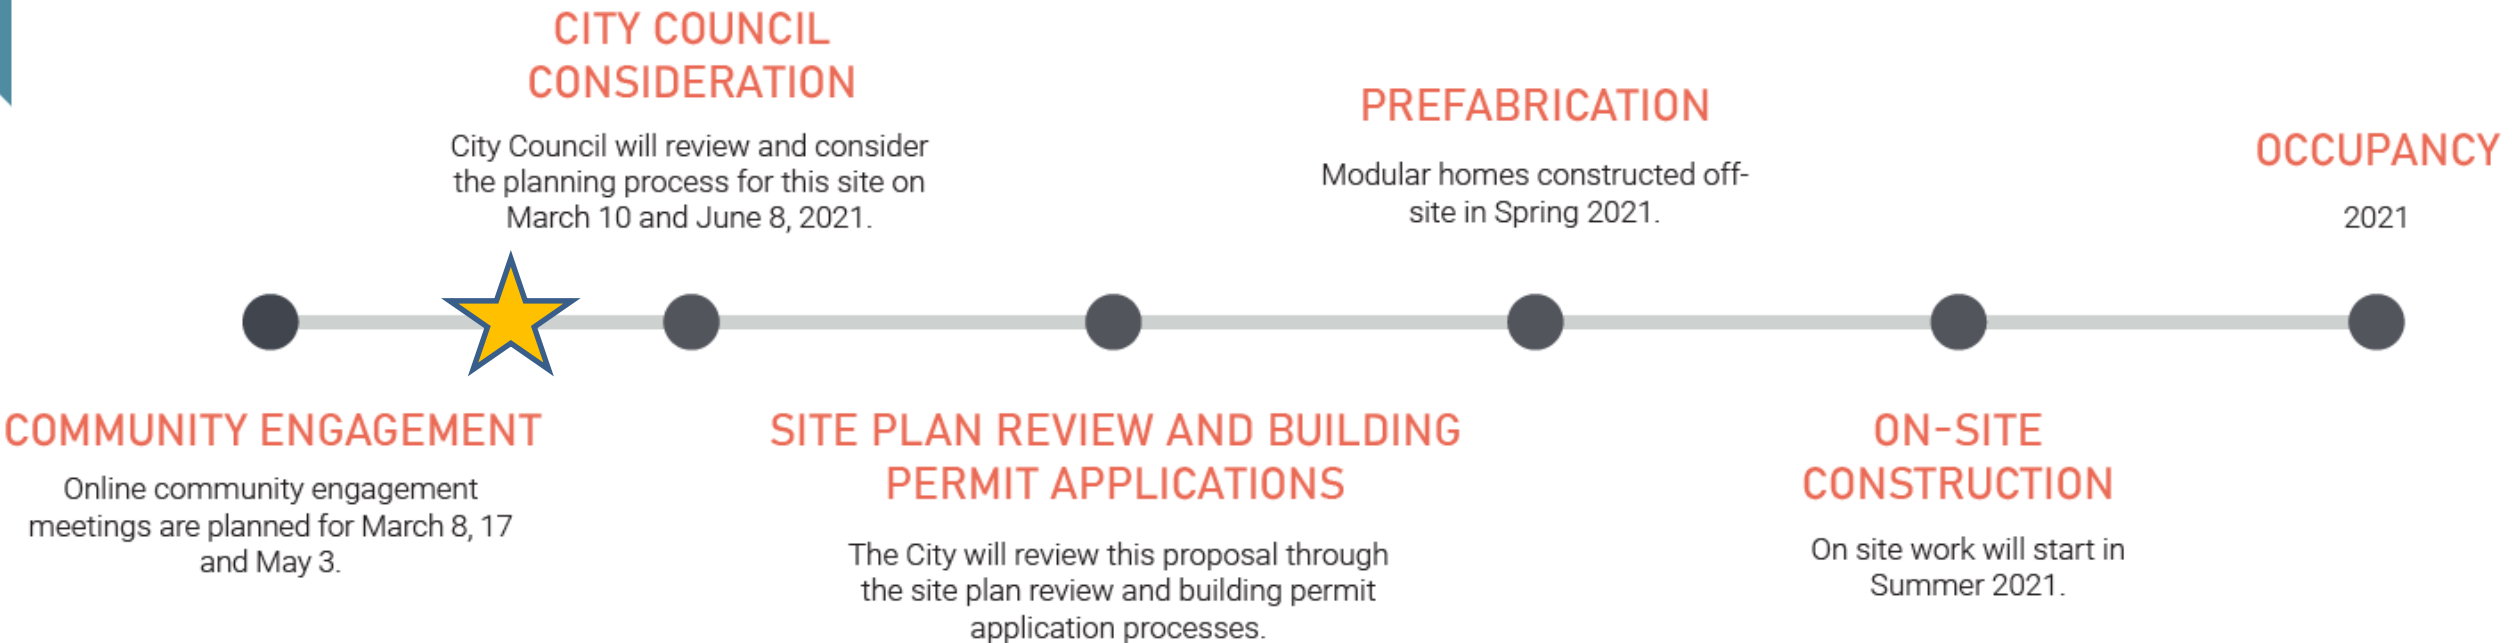 CITY COUNCIL
CONSIDERATION
City Council will review and consider
the planning process for this site on
March 10 and June 8, 2021.
PREFABRICATION
Modular homes constructed off-
site in Spring 2021.
OCCUPANCY
2021
COMMUNITY ENGAGEMENT
Online community engagement
meetings are planned for March 8, 17
and May 3.
SITE PLAN REVIEW AND BUILDING
PERMIT APPLICATIONS
The City will review this proposal through
the site plan review and building permit
application processes.
ON-SITE
CONSTRUCTION
On site work will start in
Summer 2021.